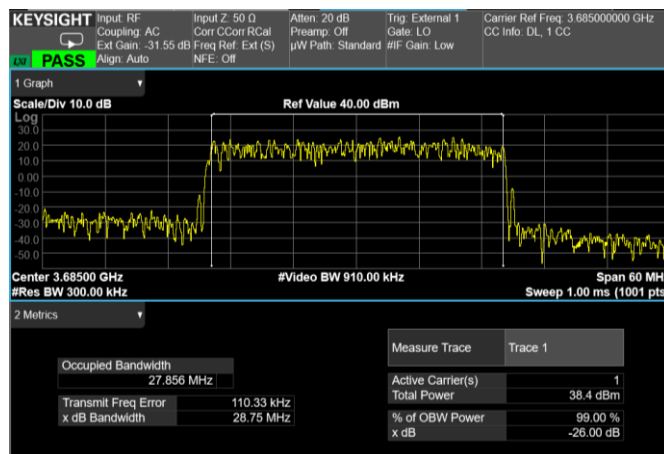 KEYSIGHT Input: RF Input Z: 50 Ω Atten: 20 dB Trig: External 1 Carrier Ref Freq: 3.685000000 GHz
Coupling: AC Corr CCorr RCal Preamp: Off Gate: LO CC Info: DL, 1 CC
Ext Gain: -31.55 dB Freq Ref: Ext (S) µW Path: Standard #IF Gain: Low
LXI PASS Align: Auto NFE: Off
1 Graph
Scale/Div 10.0 dB Ref Value 40.00 dBm
Log
30.0
20.0
10.0
0.00
-10.0
-20.0
-30.0
-40.0
-50.0
Center 3.68500 GHz #Video BW 910.00 kHz Span 60 MH
#Res BW 300.00 kHz Sweep 1.00 ms (1001 pts
2 Metrics
Measure Trace Trace 1
Occupied Bandwidth
27.856 MHz
Active Carrier(s) 1
Total Power 38.4 dBm
Transmit Freq Error 110.33 kHz
x dB Bandwidth 28.75 MHz
% of OBW Power 99.00 %
x dB -26.00 dB